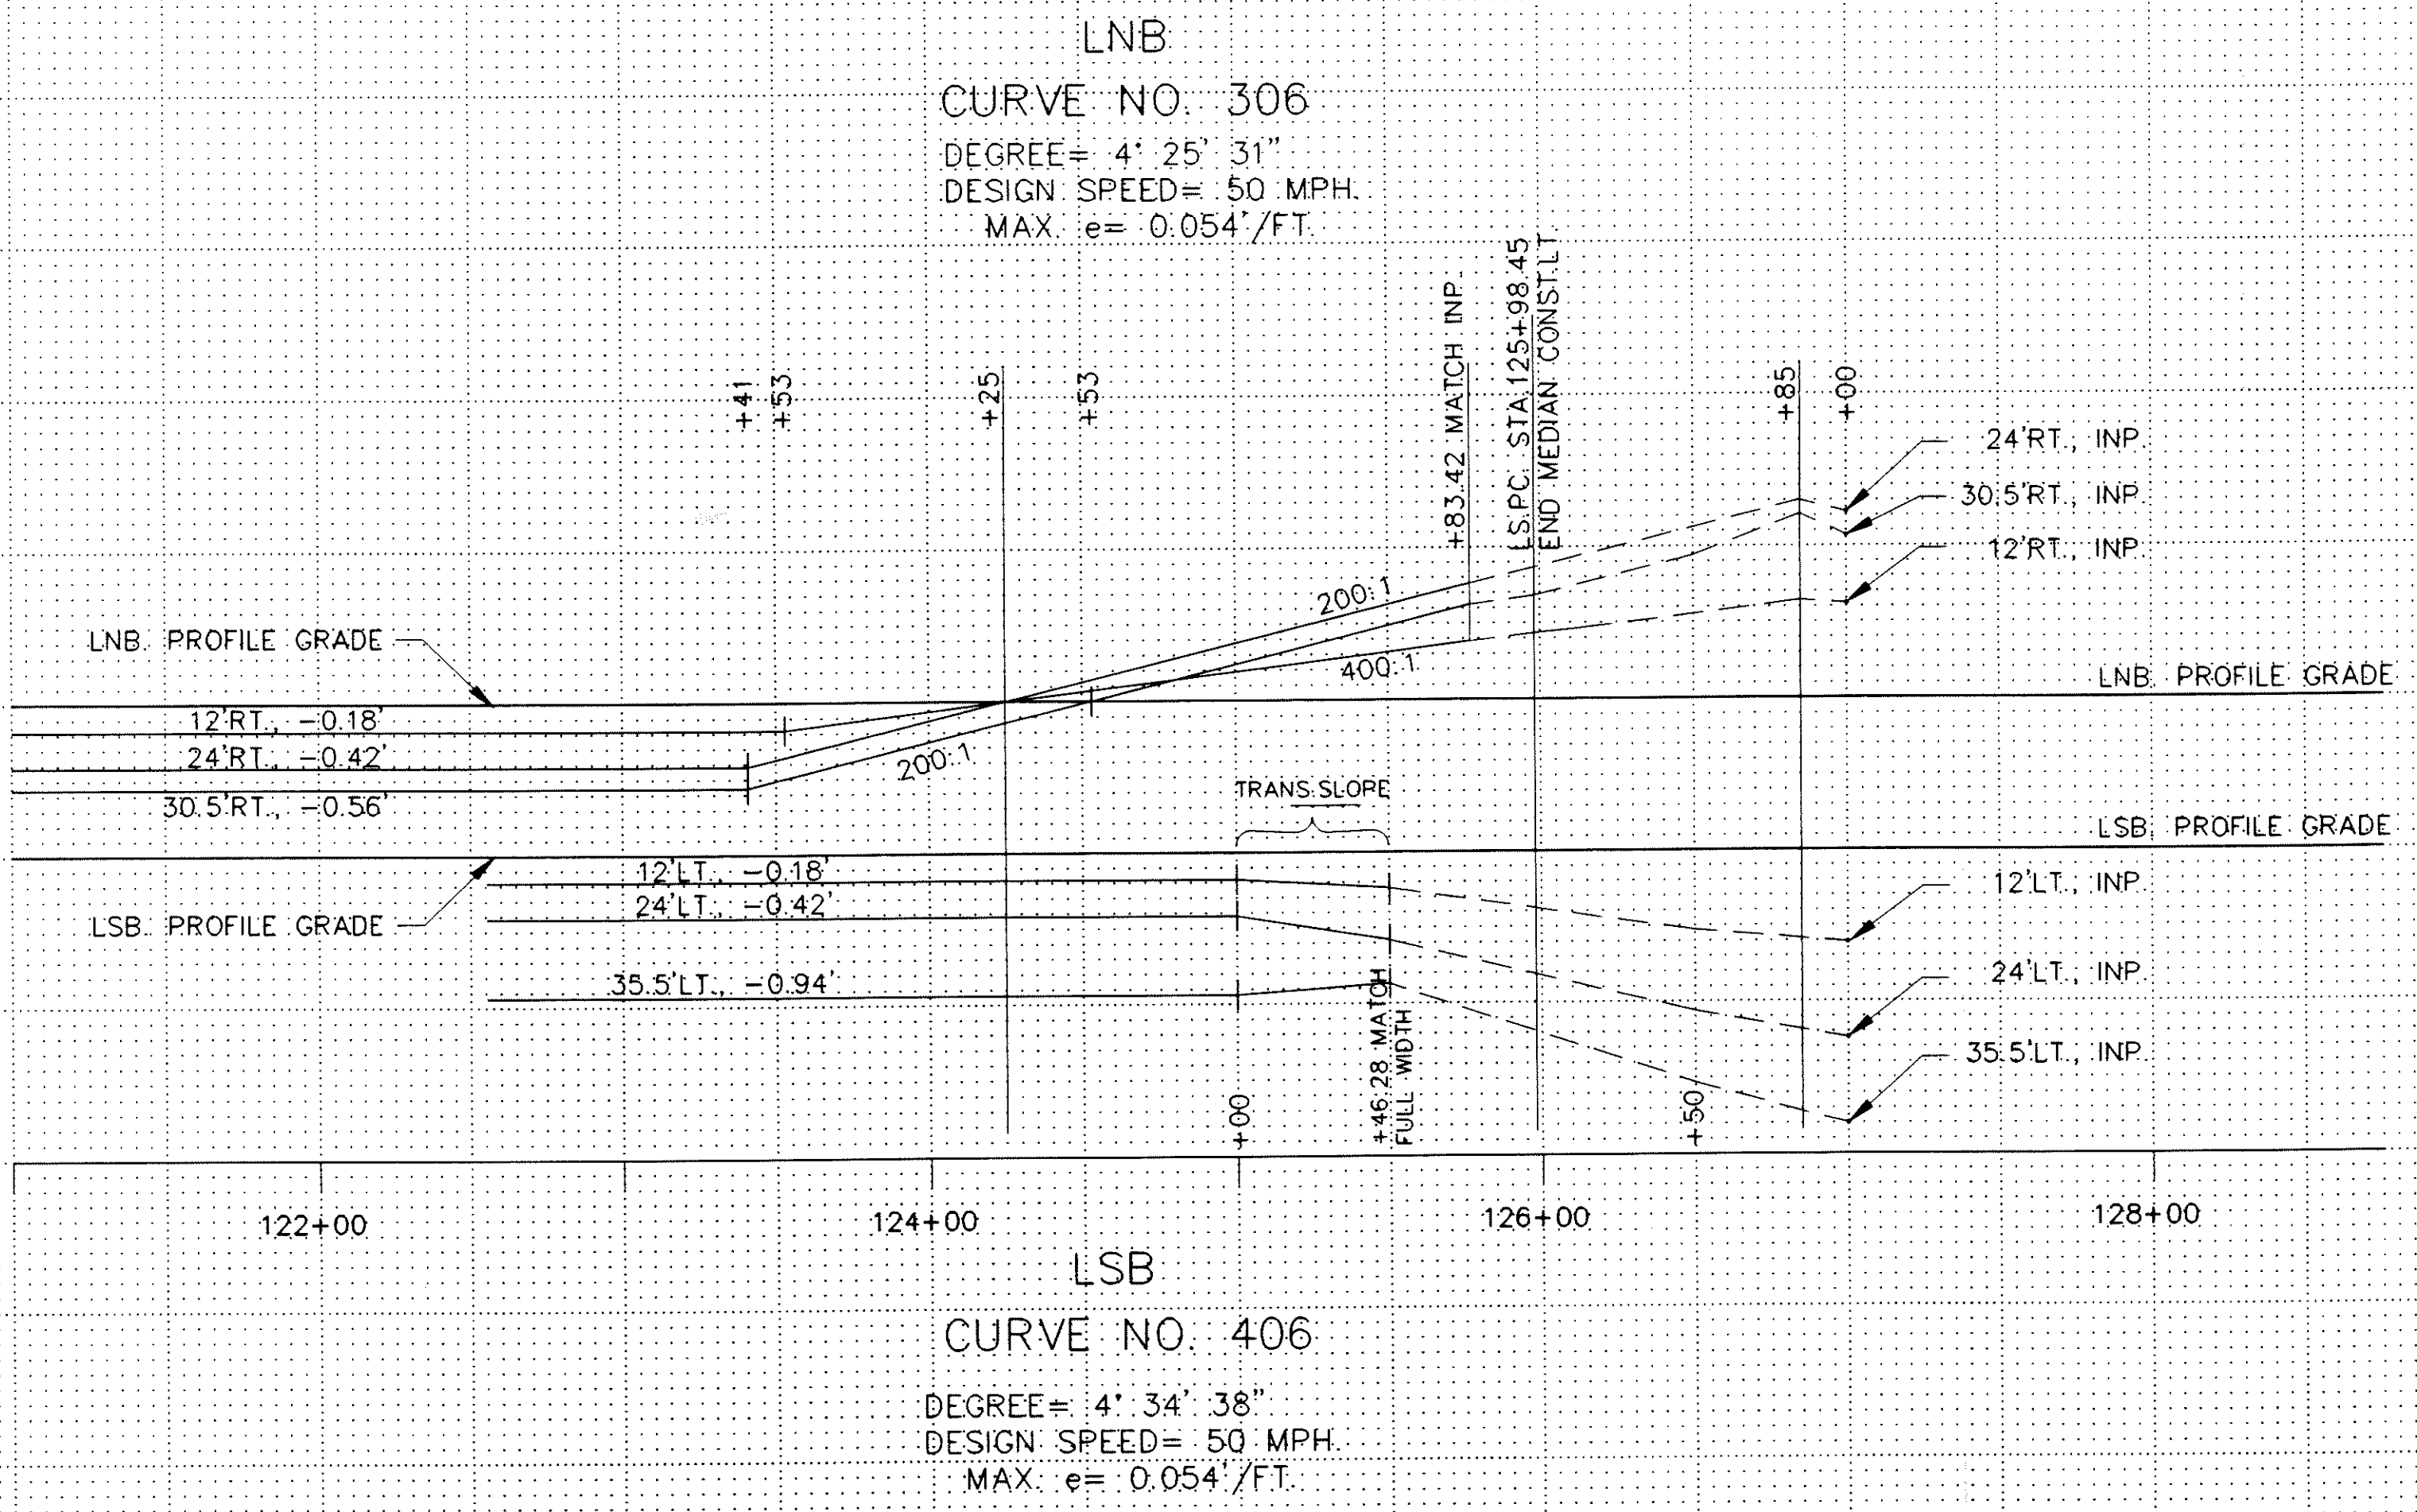 LNB
CURVE NO. 306
DEGREE= 4° 25' 31"
DESIGN SPEED= 50 MPH.
MAX. e= 0.054'/FT.
+41
+53
+25
+53
+83.42 MATCH INP.
L.S.P.C. STA.125+98.45
END MEDIAN CONST.LT.
+85
+00
24'RT., INP.
30.5'RT., INP.
12'RT., INP.
200:1
400:1
200:1
LNB. PROFILE GRADE
LNB. PROFILE GRADE
12'RT., -0.18'
24'RT., -0.42'
30.5'RT., -0.56'
TRANS.SLOPE
LSB. PROFILE GRADE
12'LT., -0.18'
24'LT., -0.42'
LSB. PROFILE GRADE
35.5'LT., -0.94'
12'LT., INP.
24'LT., INP.
35.5'LT., INP.
+00
+46.28 MATCH
FULL WIDTH
+50
122+00
124+00
126+00
128+00
LSB
CURVE NO. 406
DEGREE= 4° 34' 38"
DESIGN SPEED= 50 MPH.
MAX. e= 0.054'/FT.